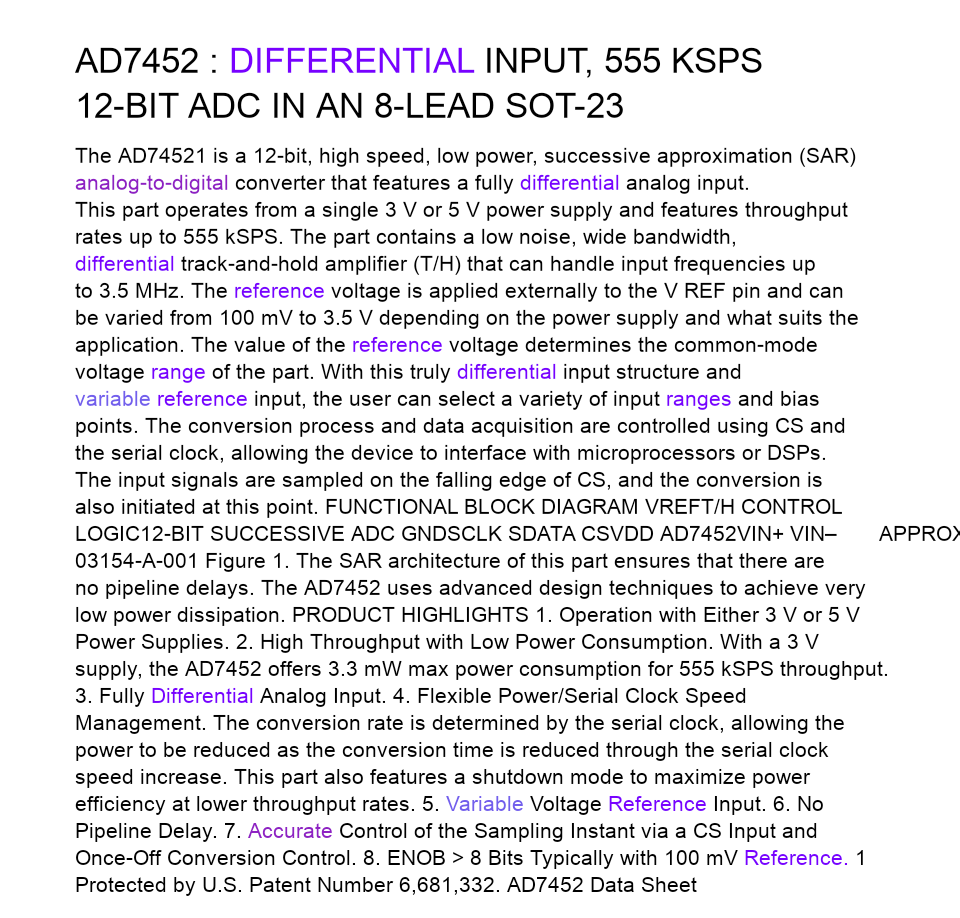 AD7452 : DIFFERENTIAL INPUT, 555 KSPS
12-BIT ADC IN AN 8-LEAD SOT-23
The AD74521 is a 12-bit, high speed, low power, successive approximation (SAR)
analog-to-digital converter that features a fully differential analog input.
This part operates from a single 3 V or 5 V power supply and features throughput
rates up to 555 kSPS. The part contains a low noise, wide bandwidth,
differential track-and-hold amplifier (T/H) that can handle input frequencies up
to 3.5 MHz. The reference voltage is applied externally to the V REF pin and can
be varied from 100 mV to 3.5 V depending on the power supply and what suits the
application. The value of the reference voltage determines the common-mode
voltage range of the part. With this truly differential input structure and
variable reference input, the user can select a variety of input ranges and bias
points. The conversion process and data acquisition are controlled using CS and
the serial clock, allowing the device to interface with microprocessors or DSPs.
The input signals are sampled on the falling edge of CS, and the conversion is
also initiated at this point. FUNCTIONAL BLOCK DIAGRAM VREFT/H CONTROL
LOGIC12-BIT SUCCESSIVE ADC GNDSCLK SDATA CSVDD AD7452VIN+ VIN– APPROX
03154-A-001 Figure 1. The SAR architecture of this part ensures that there are
no pipeline delays. The AD7452 uses advanced design techniques to achieve very
low power dissipation. PRODUCT HIGHLIGHTS 1. Operation with Either 3 V or 5 V
Power Supplies. 2. High Throughput with Low Power Consumption. With a 3 V
supply, the AD7452 offers 3.3 mW max power consumption for 555 kSPS throughput.
3. Fully Differential Analog Input. 4. Flexible Power/Serial Clock Speed
Management. The conversion rate is determined by the serial clock, allowing the
power to be reduced as the conversion time is reduced through the serial clock
speed increase. This part also features a shutdown mode to maximize power
efficiency at lower throughput rates. 5. Variable Voltage Reference Input. 6. No
Pipeline Delay. 7. Accurate Control of the Sampling Instant via a CS Input and
Once-Off Conversion Control. 8. ENOB > 8 Bits Typically with 100 mV Reference. 1
Protected by U.S. Patent Number 6,681,332. AD7452 Data Sheet